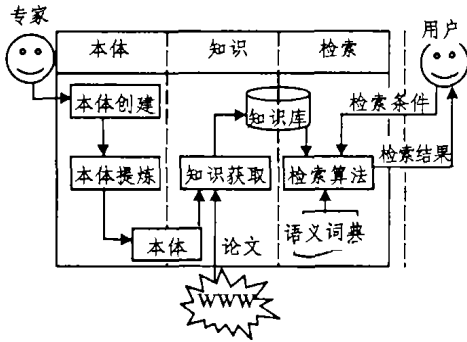 专家
用户
本体
知识
检索
本体创建
知识库
检索条件
本体提炼
知识获取
检索算法
检索结果
本体
论文
语义词典
WWW